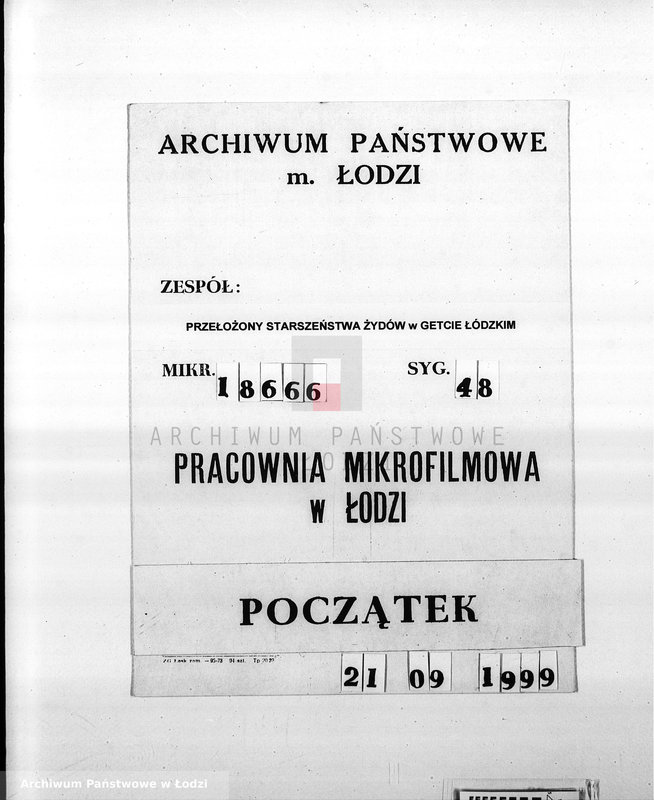 ARCHIWUM PAŃSTWOWE
m. ŁODZI
ZESPÓŁ:
PRZEŁOŻONY STARSZEŃSTWA ŻYDÓW w GETCIE ŁÓDZKIM
MIKR. 18666 SYG. 48
ARCHIWUM PAŃSTWOWE
PRACOWNIA MIKROFILMOWA
w ŁODZI
POCZĄTEK
21 09 1999
Archiwum Państwowe w Łodzi